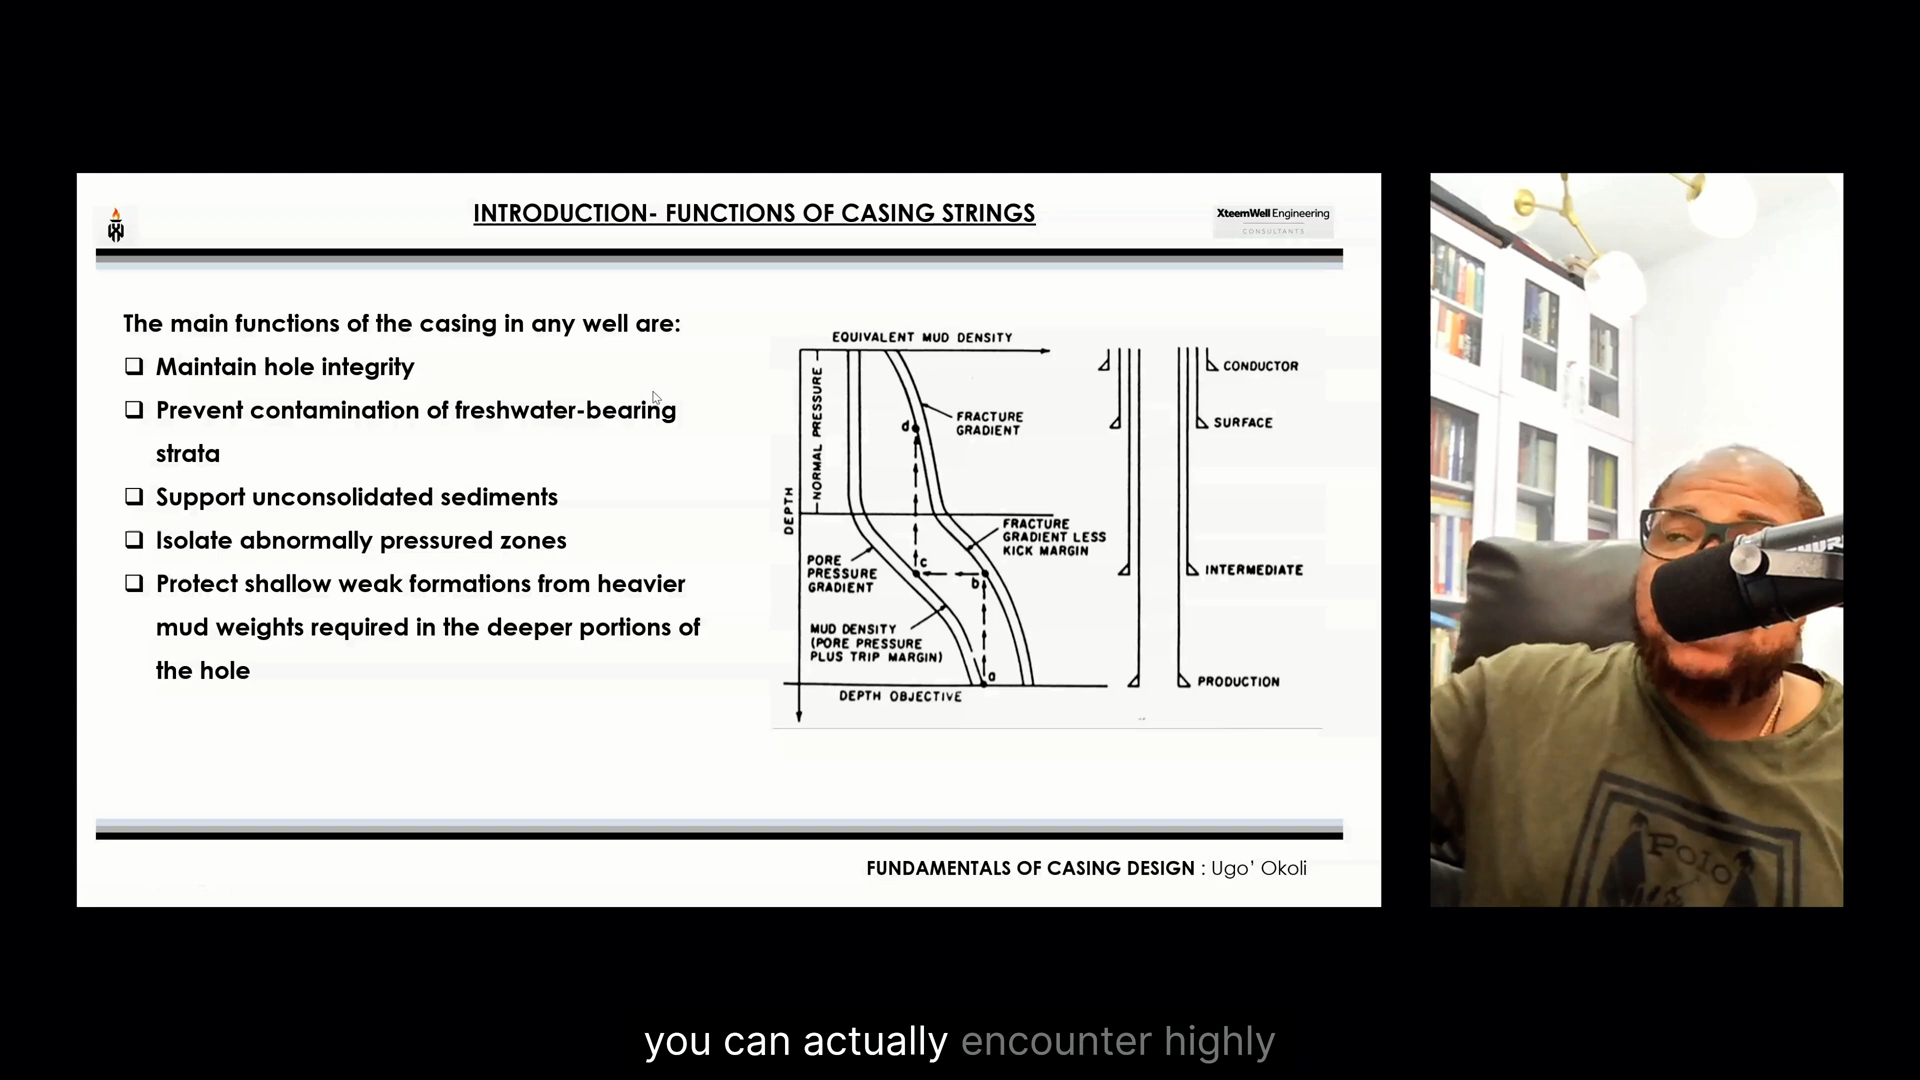 INTRODUCTION- FUNCTIONS OF CASING STRINGS
XteemWell Engineering
CONSULTANTS
The main functions of the casing in any well are:
❑ Maintain hole integrity
❑ Prevent contamination of freshwater-bearing
strata
❑ Support unconsolidated sediments
❑ Isolate abnormally pressured zones
❑ Protect shallow weak formations from heavier
mud weights required in the deeper portions of
the hole
EQUIVALENT MUD DENSITY
DEPTH
NORMAL PRESSURE
FRACTURE
GRADIENT
d
FRACTURE
GRADIENT LESS
KICK MARGIN
PORE
PRESSURE
GRADIENT
c
b
MUD DENSITY
(PORE PRESSURE
PLUS TRIP MARGIN)
a
DEPTH OBJECTIVE
CONDUCTOR
SURFACE
INTERMEDIATE
PRODUCTION
FUNDAMENTALS OF CASING DESIGN : Ugo' Okoli
Polo
you can actually encounter highly